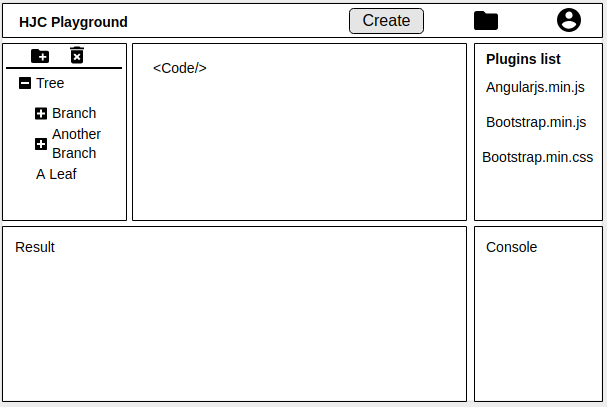 HJC Playground
Create
Tree
Branch
Another
Branch
A Leaf
<Code/>
Plugins list
Angularjs.min.js
Bootstrap.min.js
Bootstrap.min.css
Result
Console